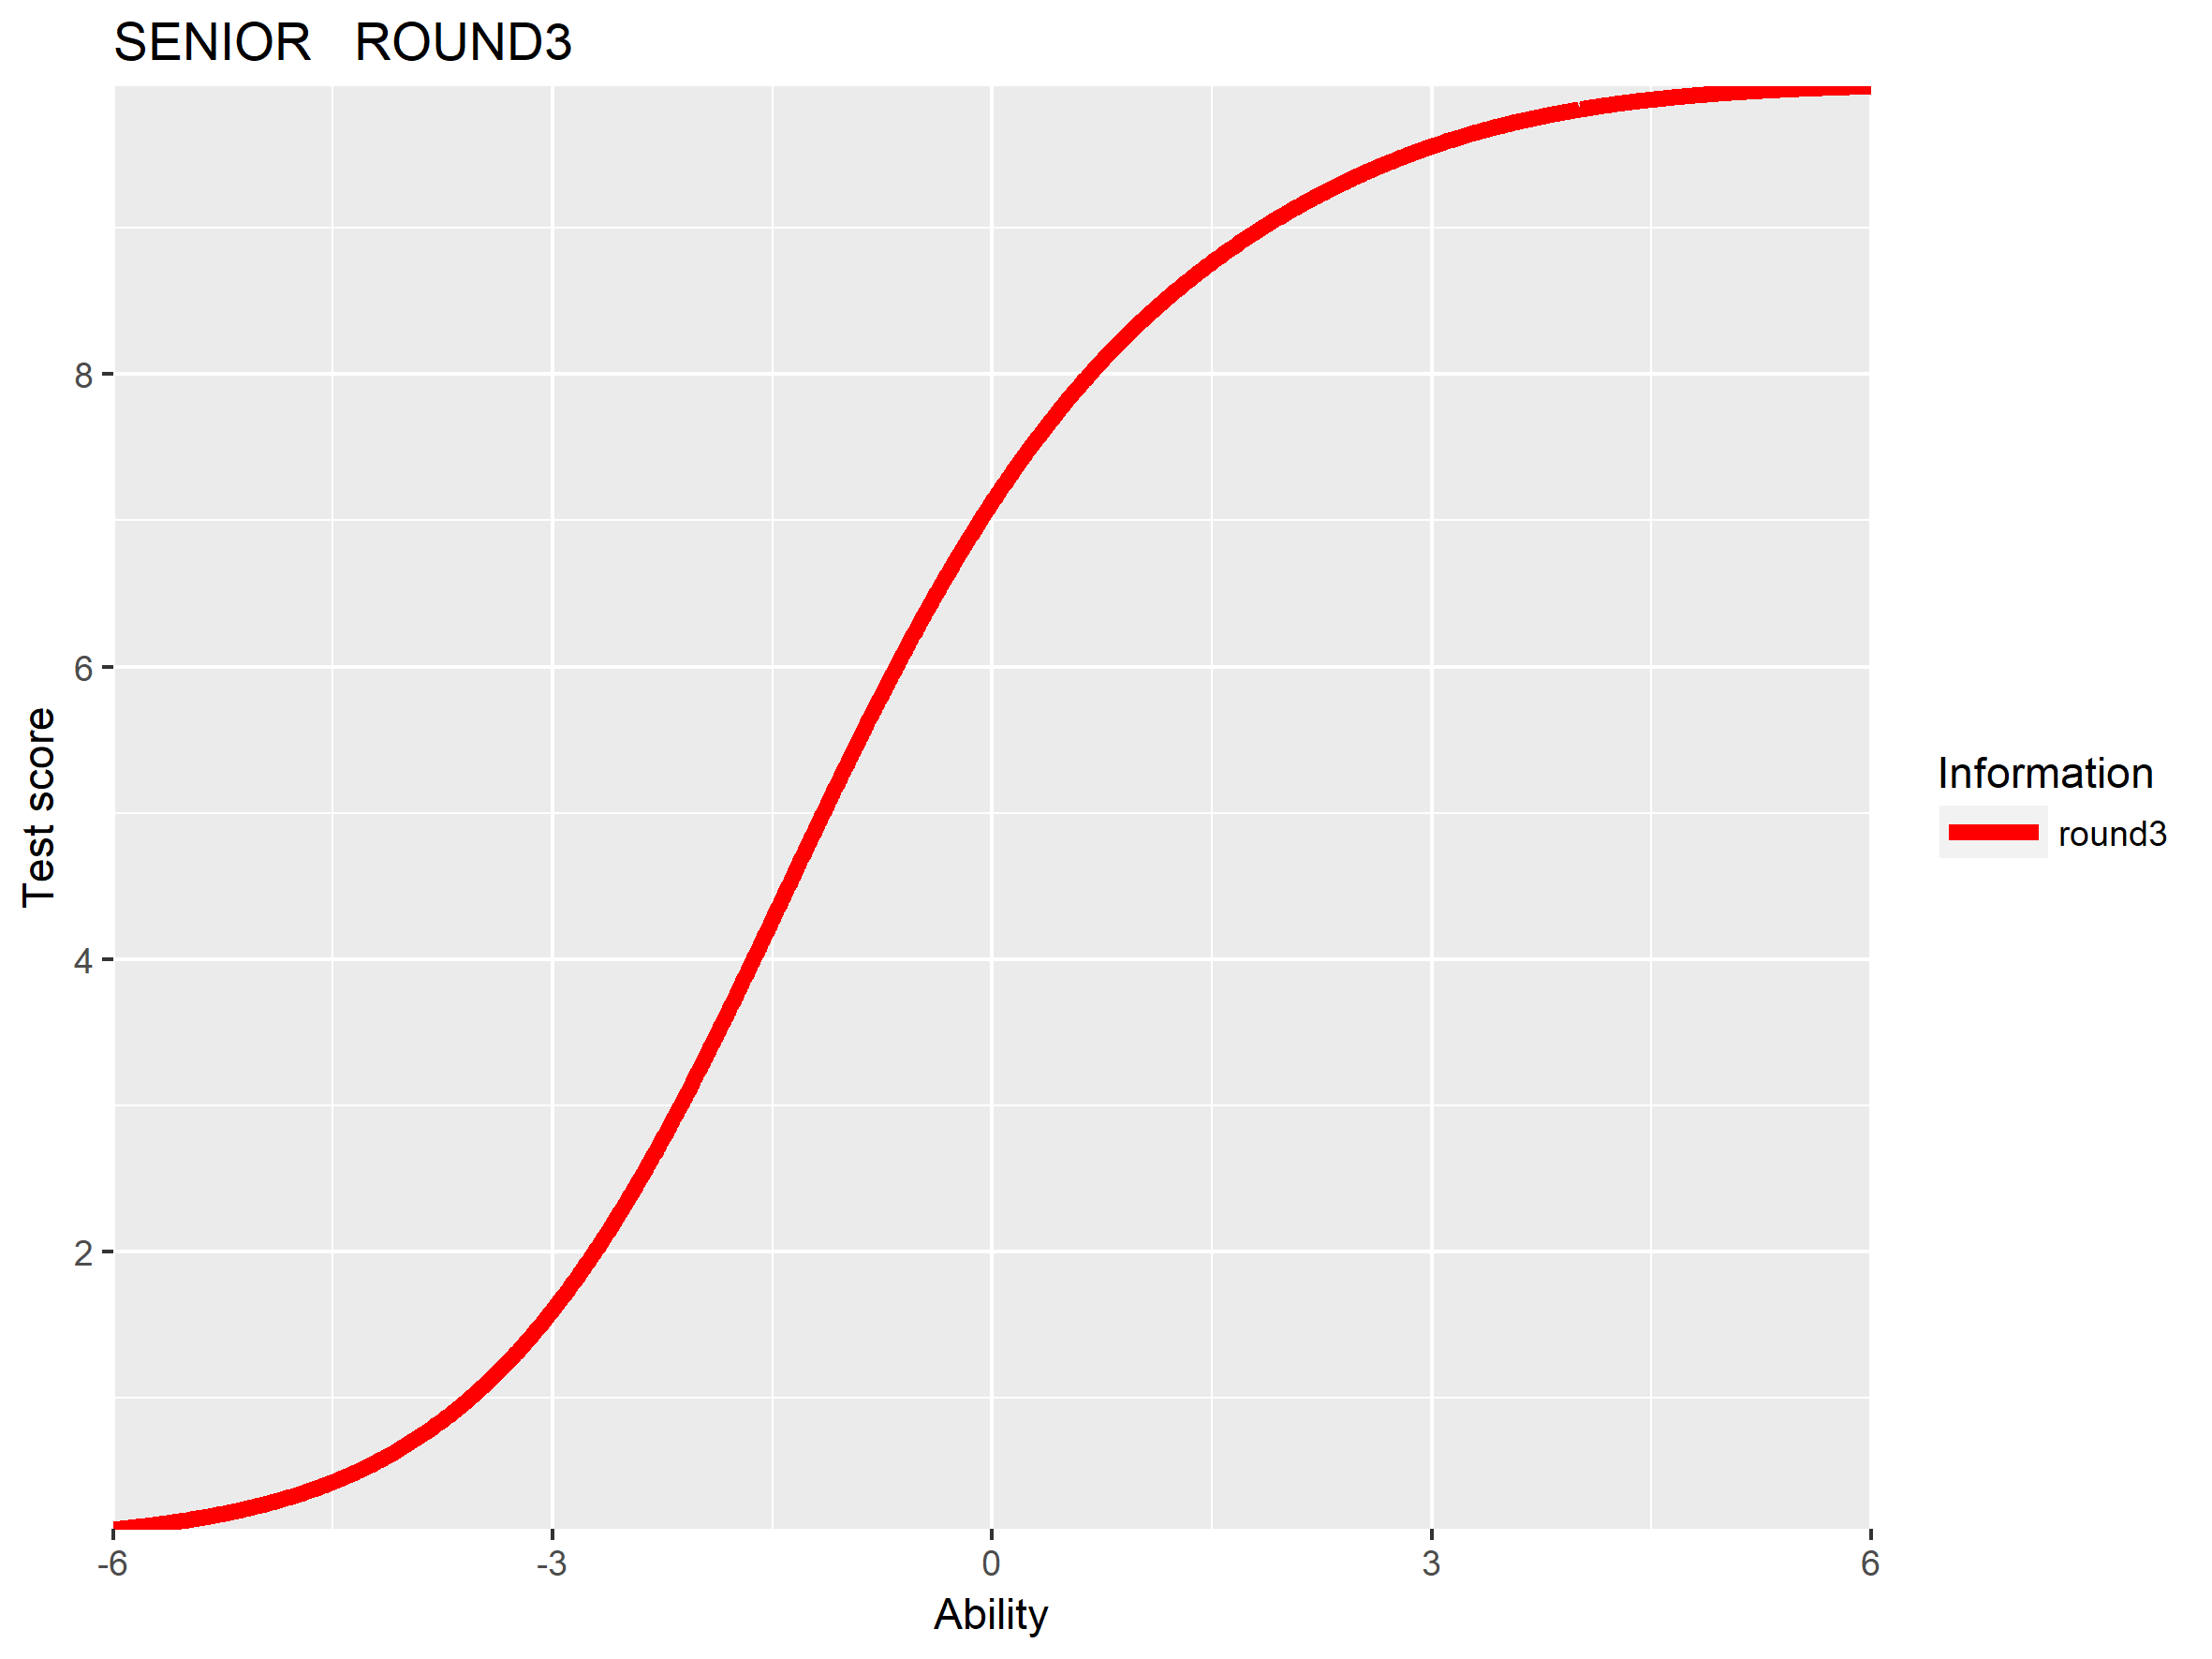 SENIOR   ROUND3
Test score
8
6
4
2
-6
-3
0
3
6
Ability
Information
round3